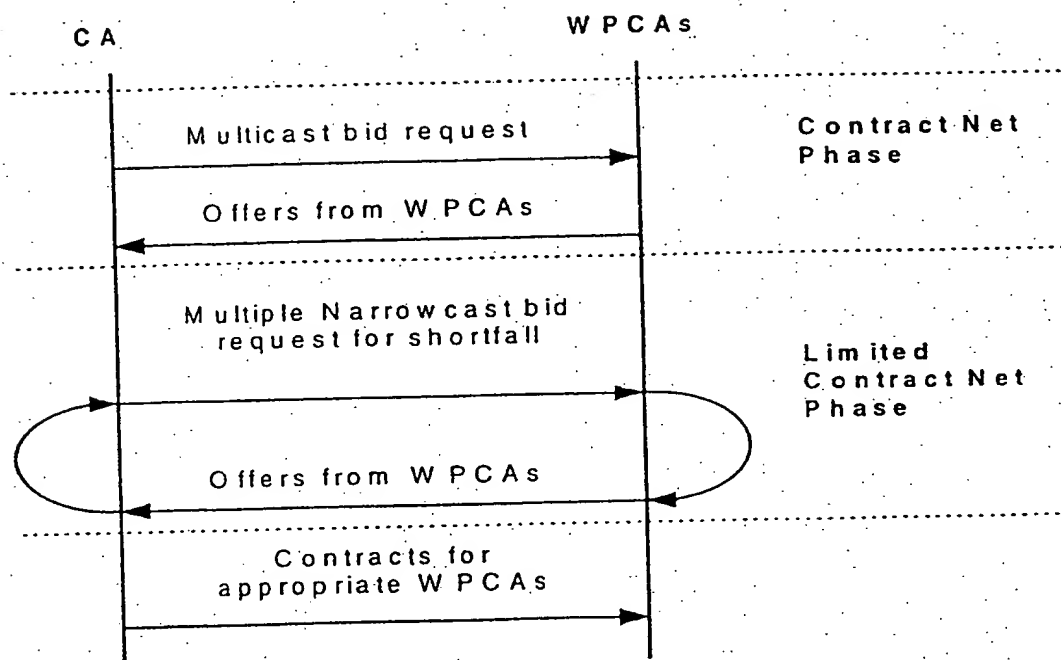 CA
WPCAs
Multicast bid request
Contract Net
Phase
Offers from WPCAs
Multiple Narrowcast bid
request for shortfall
Limited
Contract Net
Phase
Offers from WPCAs
Contracts for
appropriate WPCAs